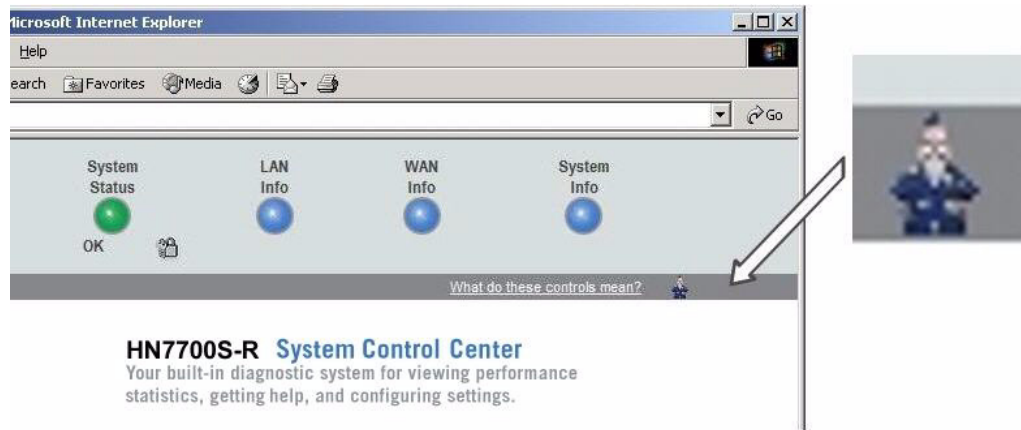 Microsoft Internet Explorer
Help
earch Favorites Media
Go
System Status
LAN Info
WAN Info
System Info
OK
What do these controls mean?
HN7700S-R System Control Center
Your built-in diagnostic system for viewing performance
statistics, getting help, and configuring settings.